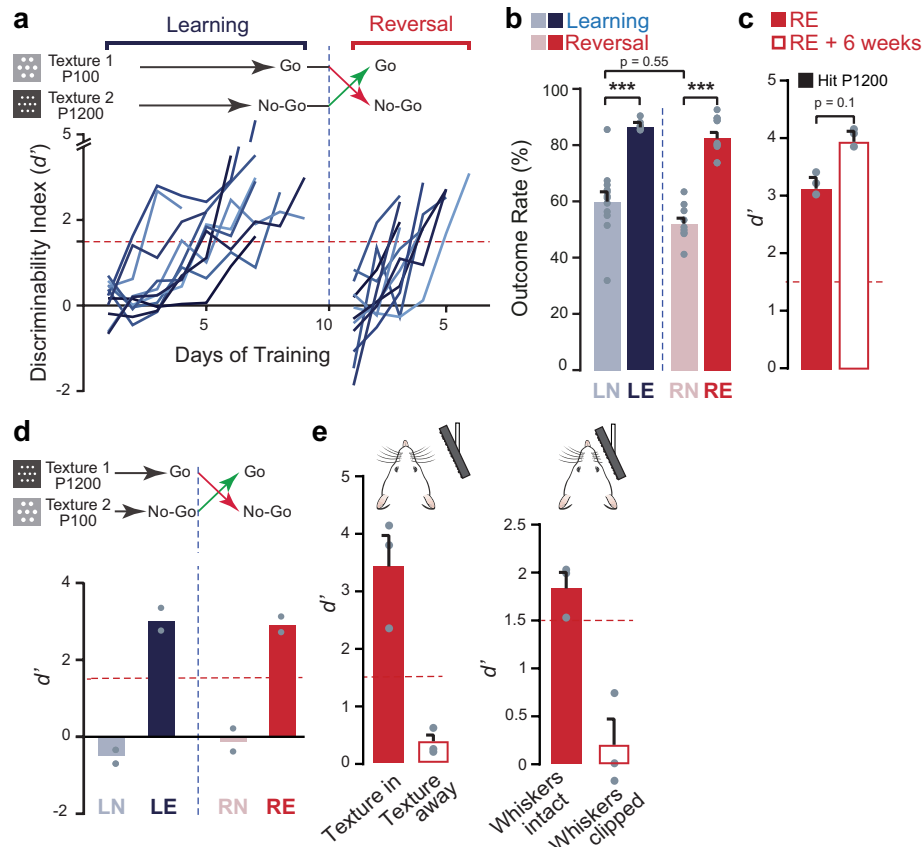 a
Learning
Reversal
Texture 1
P100
Go
Go
Texture 2
P1200
No-Go
No-Go
Discriminability Index (d')
5
2
0
-2
5
10
5
Days of Training
b
Learning
Reversal
p = 0.55
***
***
Outcome Rate (%)
100
80
60
40
20
0
LN
LE
RN
RE
c
RE
RE + 6 weeks
Hit P1200
p = 0.1
d'
5
4
3
2
1
0
d
Texture 1
P1200
Go
Go
Texture 2
P100
No-Go
No-Go
d'
4
2
0
-2
LN
LE
RN
RE
e
d'
5
4
3
2
1
0
Texture in
Texture
away
d'
2.5
2
1.5
1
0.5
0
Whiskers
intact
Whiskers
clipped